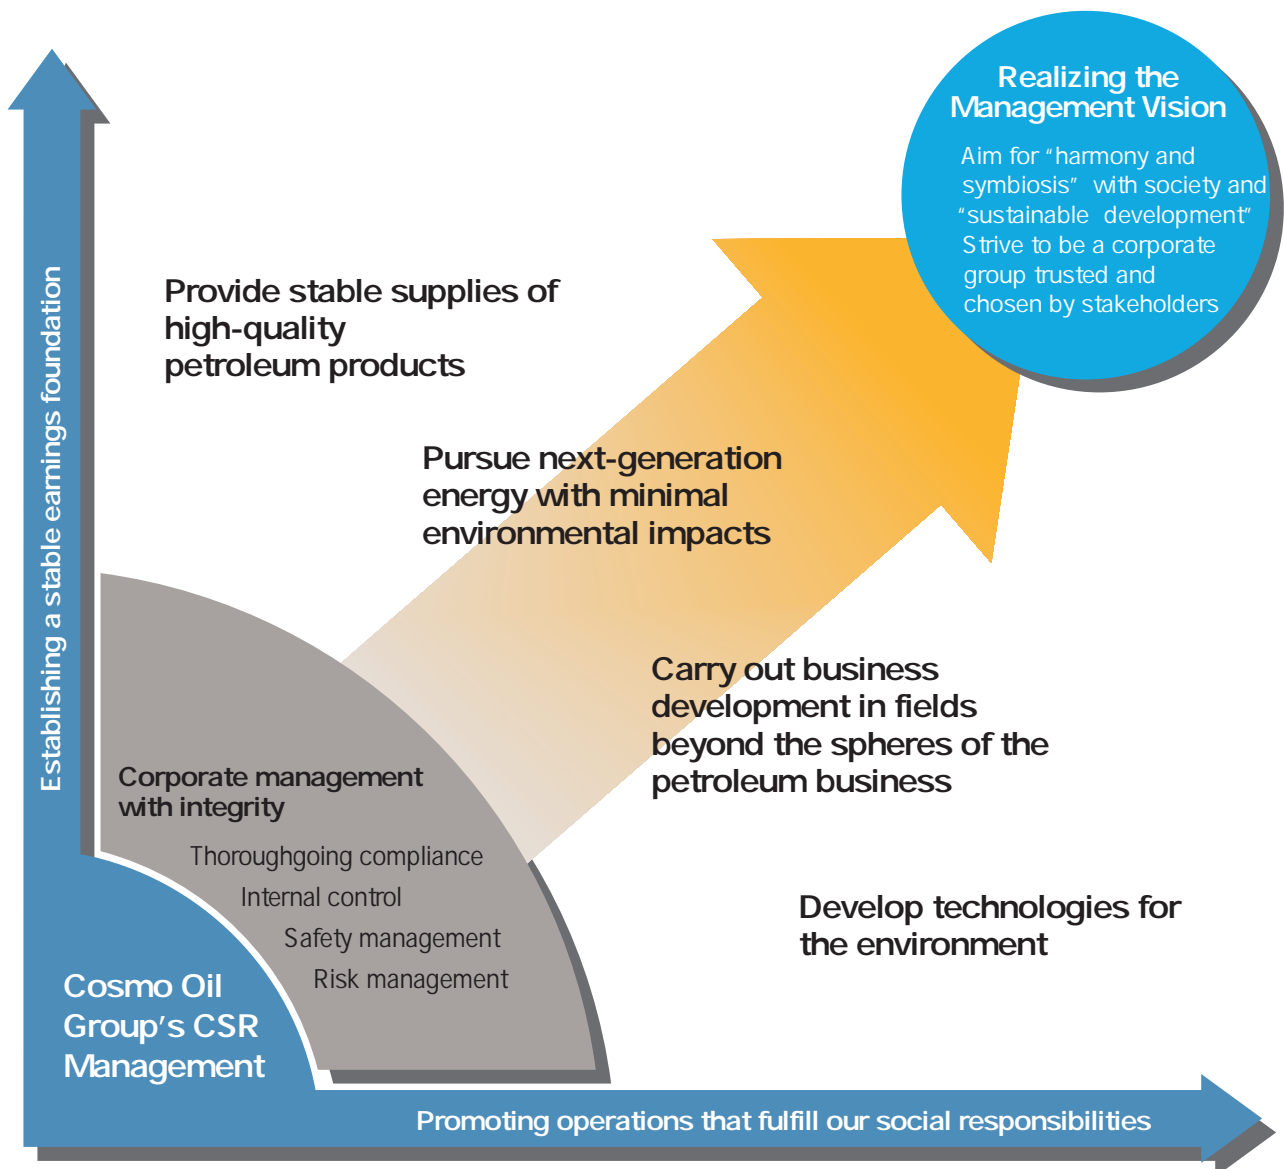 Realizing the
Management Vision
Aim for “harmony and
symbiosis” with society and
“sustainable development”
Strive to be a corporate
group trusted and
chosen by stakeholders
Establishing a stable earnings foundation
Provide stable supplies of
high-quality
petroleum products
Pursue next-generation
energy with minimal
environmental impacts
Carry out business
development in fields
beyond the spheres of the
petroleum business
Develop technologies for
the environment
Corporate management
with integrity
Thoroughgoing compliance
Internal control
Safety management
Risk management
Cosmo Oil
Group's CSR
Management
Promoting operations that fulfill our social responsibilities